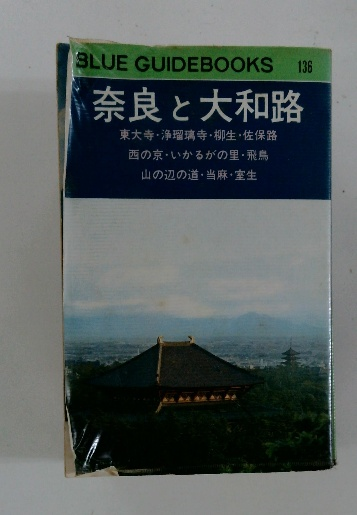 BLUE GUIDEBOOKS 136
奈良と大和路
東大寺・浄瑠璃寺・柳生・佐保路
西の京・いかるがの里・飛鳥
山の辺の道・当麻・室生